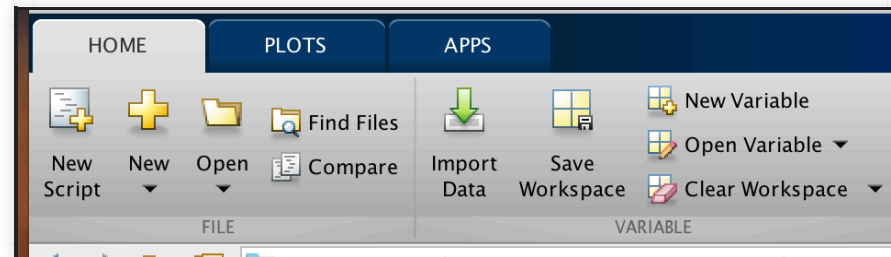 HOME PLOTS APPS
New Script
New
Open
Find Files
Compare
FILE
Import Data
Save Workspace
New Variable
Open Variable
Clear Workspace
VARIABLE